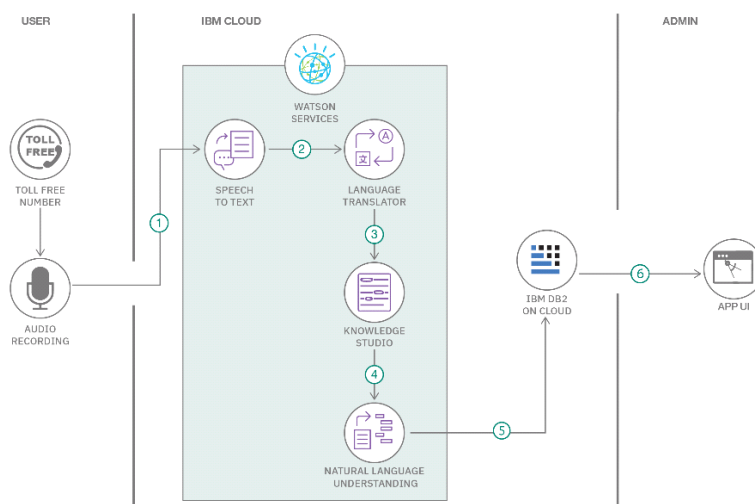 USER
IBM CLOUD
ADMIN
WATSON
SERVICES
TOLL
FREE
TOLL FREE
NUMBER
1
SPEECH
TO TEXT
2
A
文
LANGUAGE
TRANSLATOR
3
AUDIO
RECORDING
KNOWLEDGE
STUDIO
4
NATURAL LANGUAGE
UNDERSTANDING
5
IBM DB2
ON CLOUD
6
APP UI